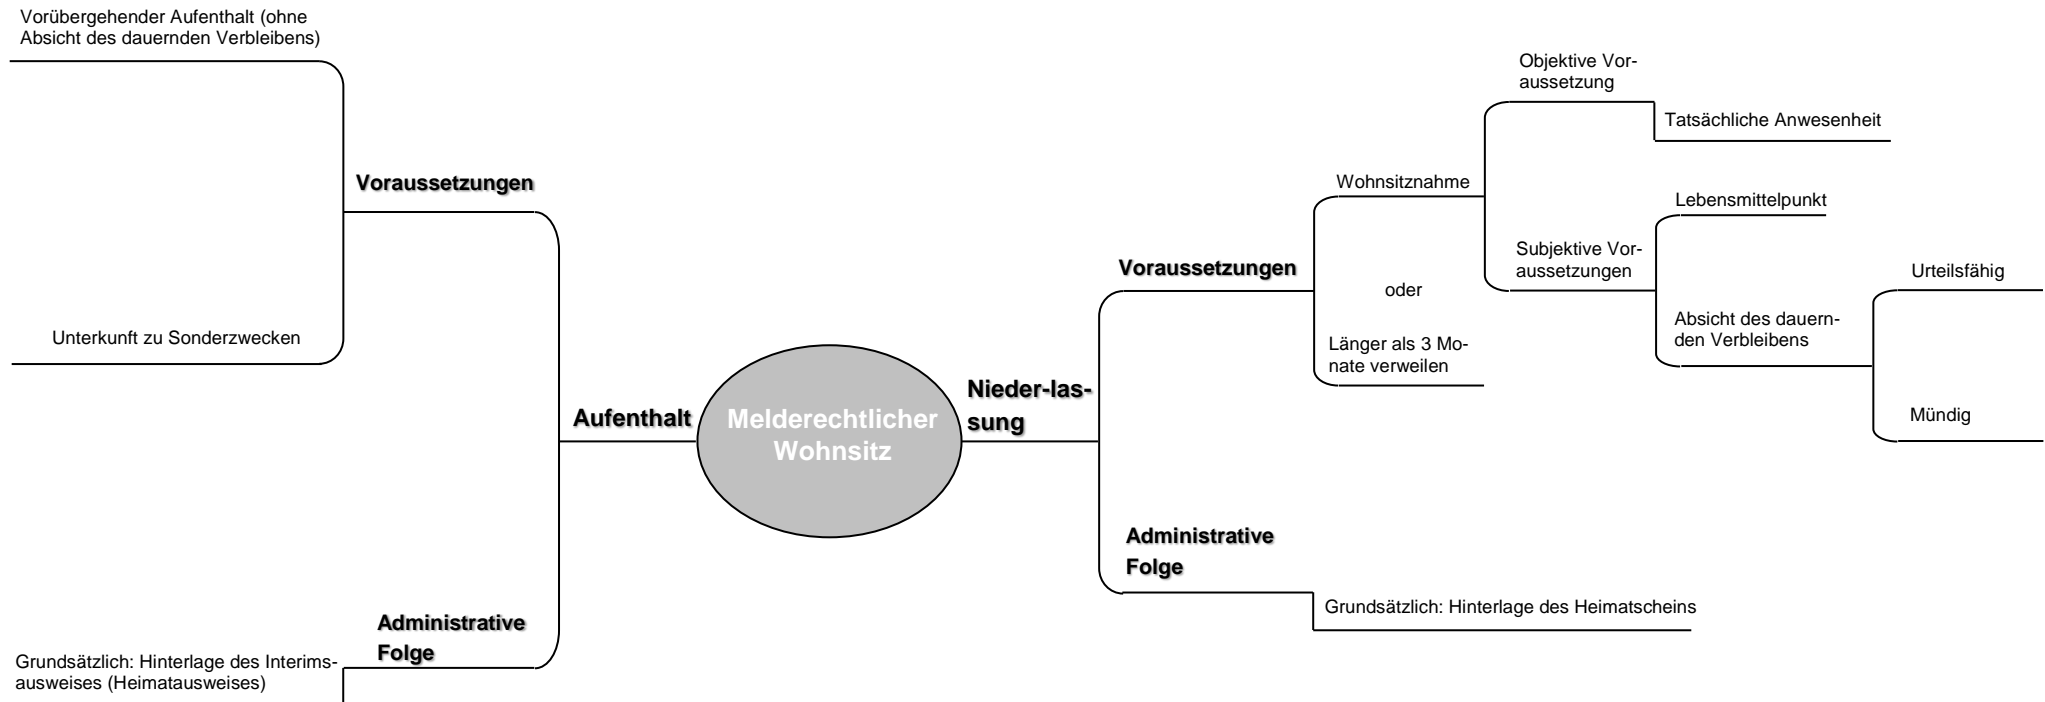 Vorübergehender Aufenthalt (ohne
Absicht des dauernden Verbleibens)
Voraussetzungen
Unterkunft zu Sonderzwecken
Aufenthalt
Administrative
Folge
Grundsätzlich: Hinterlage des Interims-
ausweises (Heimatausweises)
Melderechtlicher
Wohnsitz
Nieder-las-
sung
Voraussetzungen
Wohnsitznahme
Objektive Vor-
aussetzung
Tatsächliche Anwesenheit
Subjektive Vor-
aussetzungen
Lebensmittelpunkt
Absicht des dauern-
den Verbleibens
Urteilsfähig
Mündig
oder
Länger als 3 Mo-
nate verweilen
Administrative
Folge
Grundsätzlich: Hinterlage des Heimatscheins